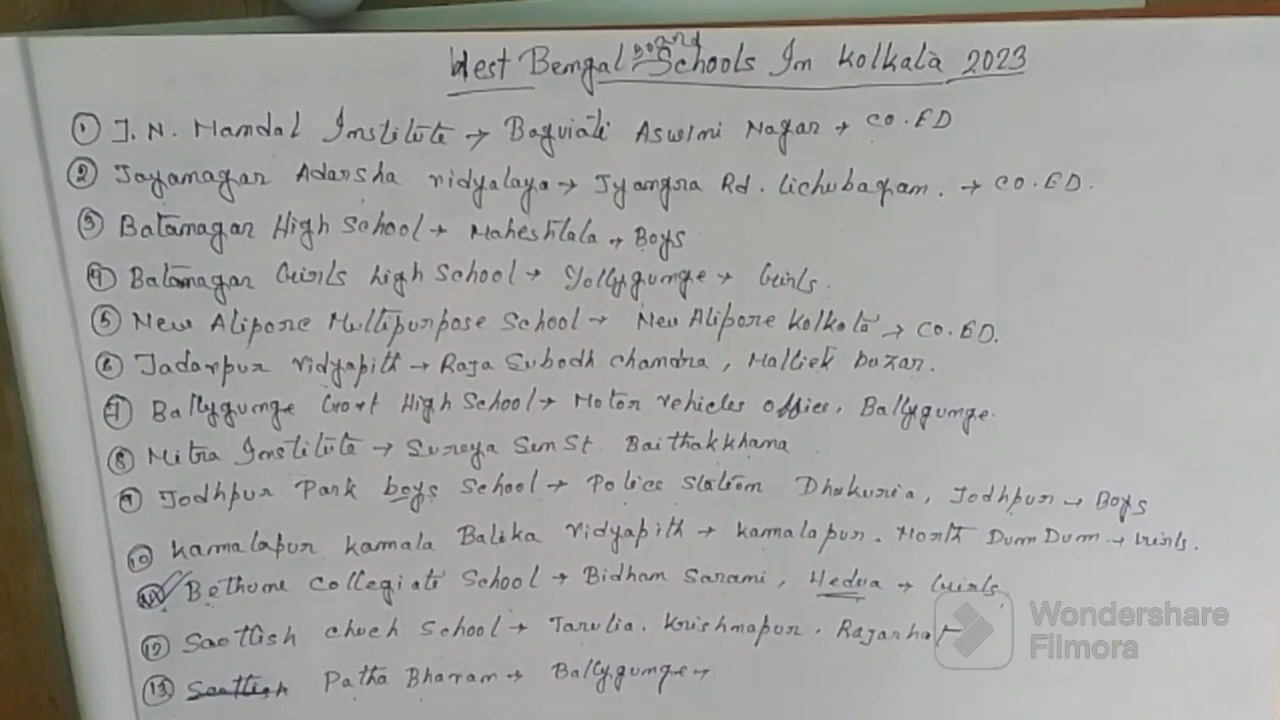 West Bengal Board Schools In Kolkata 2023
① J. N. Mandal Institute → Baguiati Aswini Nagar → CO.ED
② Jayanagar Adarsha vidyalaya → Jyangra Rd. lichubagan. → CO.ED.
③ Batanagar High School → Maheshtala → Boys
④ Batanagar Girls high School → Tollygunge → Girls.
⑤ New Alipore Multipurpose School → New Alipore Kolkata → CO.ED.
⑥ Jadavpur vidyapith → Raja Subodh chandra, Mallick bazar.
⑦ Ballygunge Govt High School → Motor vehicles office, Ballygunge.
⑧ Mitra Institute → Surya Sen St. Baithakkhana
⑨ Jodhpur Park boys School → Police Station Dhakuria, Jodhpur → Boys
⑩ Kamalapur Kamala Balika vidyapith → Kamalapur. North Dum Dum → Girls.
Bethune Collegiate School → Bidhan Sarani, Hedua → Girls.
⑫ Scottish chuch School → Tarulia. Krishnapur. Rajarhat
⑬ Patha Bhavan → Ballygunge →
Wondershare
Filmora